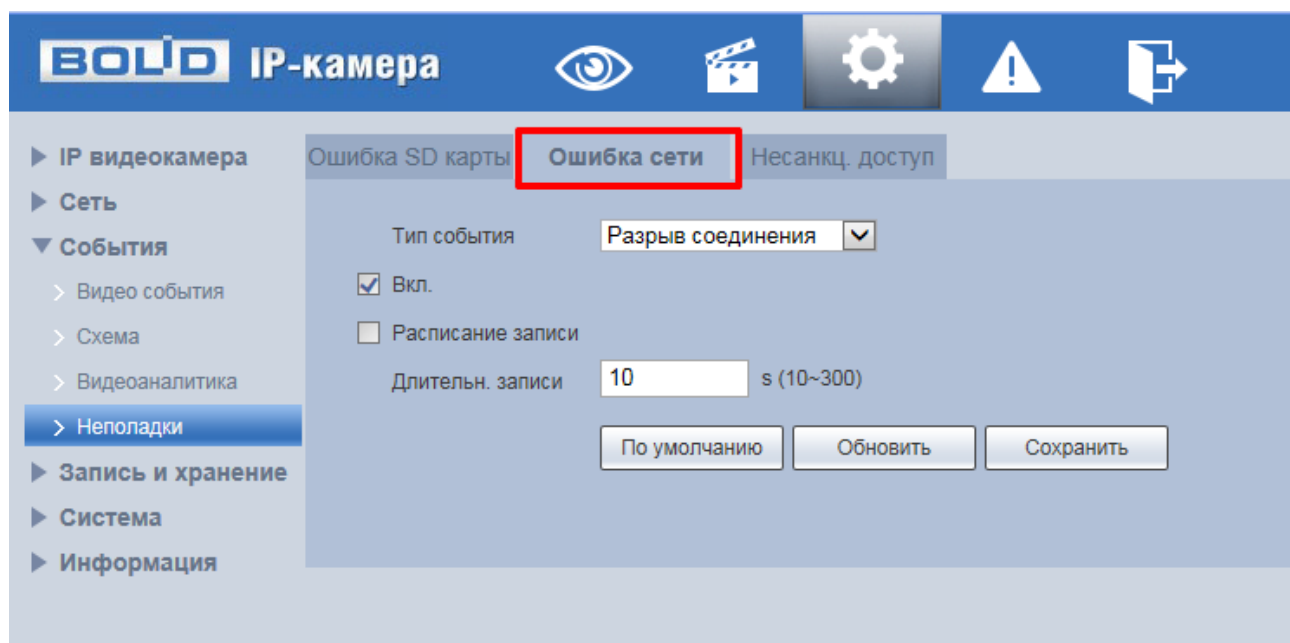 BOLID IP-камера
IP видеокамера
Сеть
События
Видео события
Схема
Видеоаналитика
Неполадки
Запись и хранение
Система
Информация
Ошибка SD карты Ошибка сети Несанкц. доступ
Тип события Разрыв соединения
Вкл.
Расписание записи
Длительн. записи 10 s (10~300)
По умолчанию Обновить Сохранить